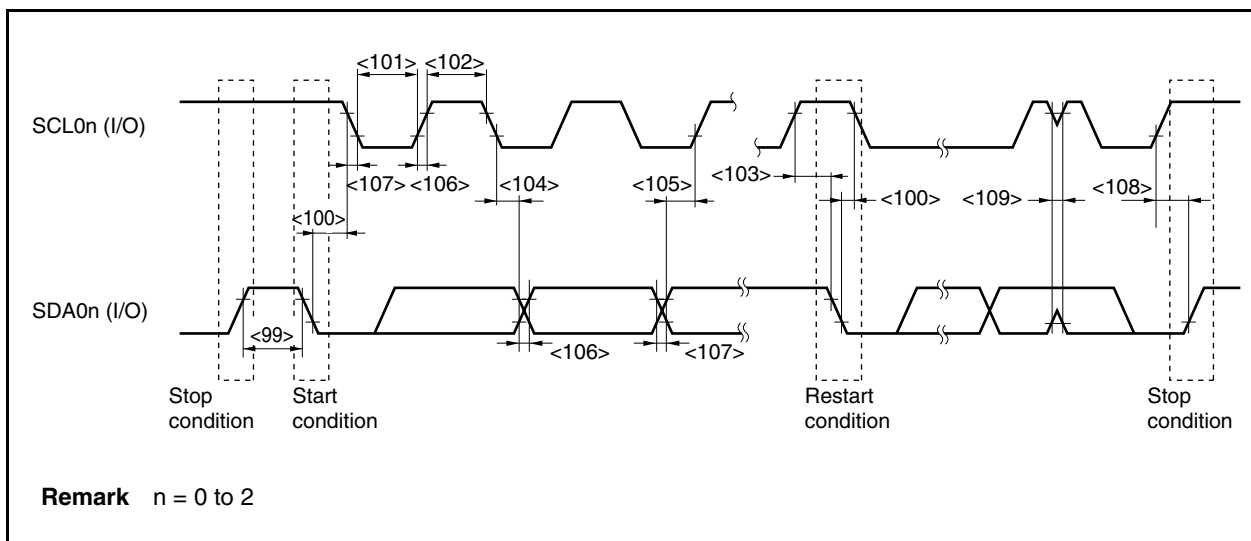 <101> <102>
SCL0n (I/O)
<107> <106> <104> <105> <103> <100> <109> <108>
<100>
SDA0n (I/O)
<99> <106> <107>
Stop condition
Start condition
Restart condition
Stop condition
Remark n = 0 to 2